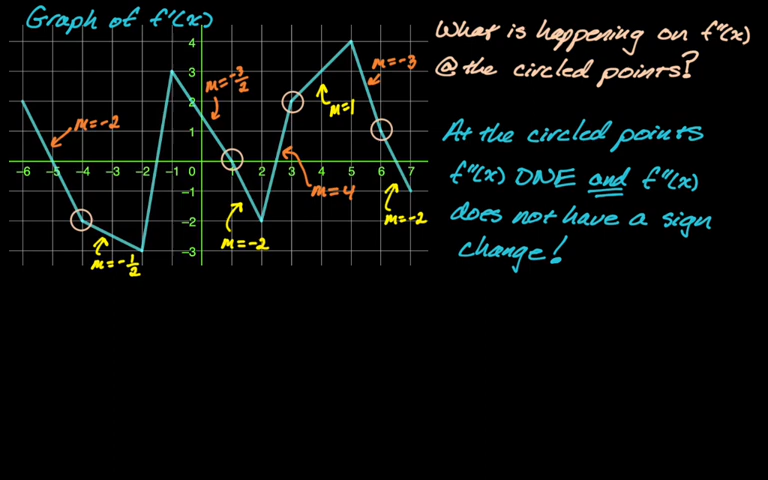 Graph of f'(x)
What is happening on f"(x)
@ the circled points?
At the circled points
f"(x) DNE and f"(x)
does not have a sign
change!
m=-2
m=-3/2
m=-3
m=1
m=4
m=-2
m=-2
m=-1/2
4
3
2
1
-6 -5 -4 -3 -2 -1 0 1 2 3 4 5 6 7
-1
-2
-3